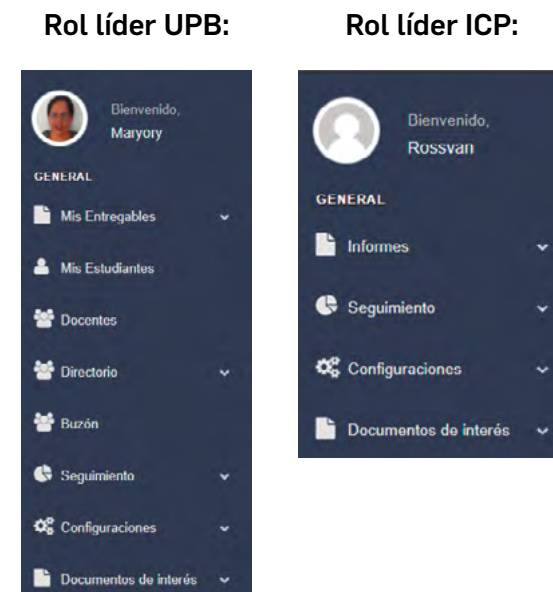 Rol líder UPB:
Bienvenido,
Maryory
GENERAL
Mis Entregables
Mis Estudiantes
Docentes
Directorio
Buzón
Seguimiento
Configuraciones
Documentos de interés
Rol líder ICP:
Bienvenido,
Rossvan
GENERAL
Informes
Seguimiento
Configuraciones
Documentos de interés